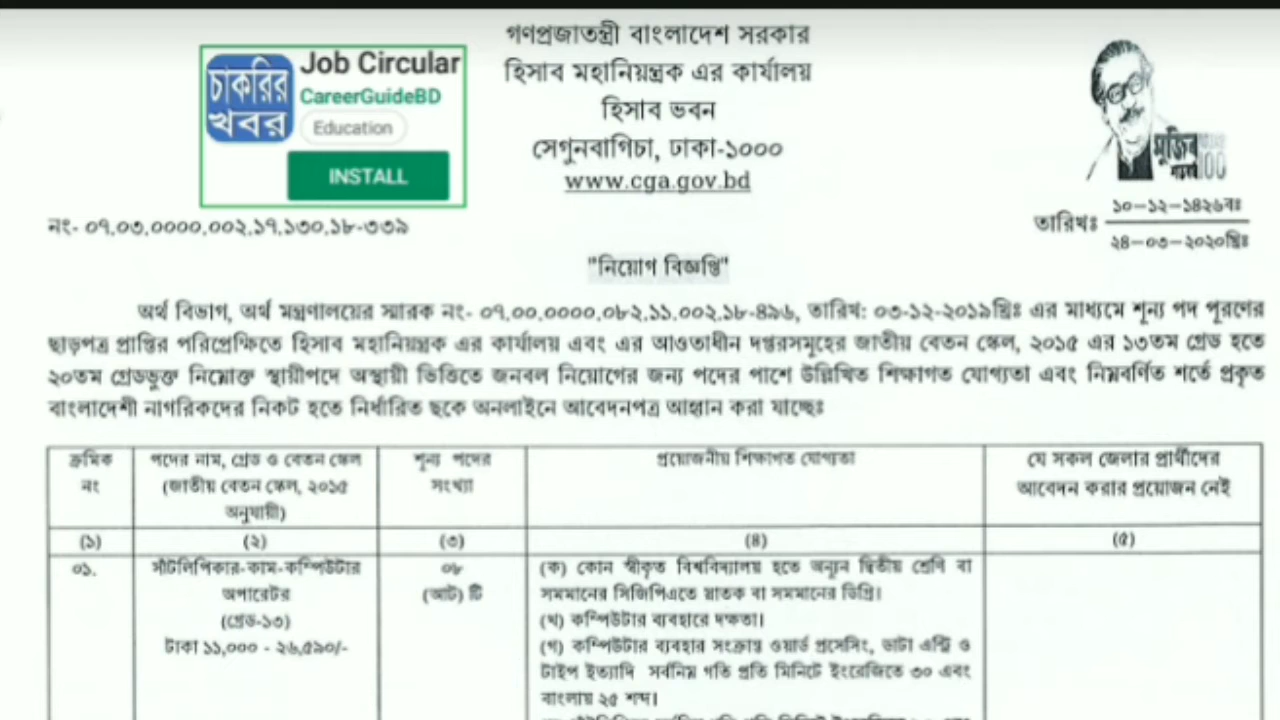 গণপ্রজাতন্ত্রী বাংলাদেশ সরকার
হিসাব মহানিয়ন্ত্রক এর কার্যালয়
হিসাব ভবন
সেগুনবাগিচা, ঢাকা-১০০০
www.cga.gov.bd
চাকরির
খবর
Job Circular
CareerGuideBD
Education
INSTALL
মুজিব
100
নং- ০৭.০৩.০০০০.০০২.১৭.১৩০.১৮-৩৩৯
তারিখঃ
১০-১২-১৪২৬বঃ
২৪-০৩-২০২০খ্রিঃ
"নিয়োগ বিজ্ঞপ্তি"
অর্থ বিভাগ, অর্থ মন্ত্রণালয়ের স্মারক নং- ০৭.০০.০০০০.০৮২.১১.০০২.১৮-৪৯৬, তারিখ: ০৩-১২-২০১৯খ্রিঃ এর মাধ্যমে শূন্য পদ পূরণের
ছাড়পত্র প্রাপ্তির পরিপ্রেক্ষিতে হিসাব মহানিয়ন্ত্রক এর কার্যালয় এবং এর আওতাধীন দপ্তরসমূহের জাতীয় বেতন স্কেল, ২০১৫ এর ১৩তম গ্রেড হতে
২০তম গ্রেডভুক্ত নিম্নোক্ত স্থায়ীপদে অস্থায়ী ভিত্তিতে জনবল নিয়োগের জন্য পদের পাশে উল্লিখিত শিক্ষাগত যোগ্যতা এবং নিম্নবর্ণিত শর্তে প্রকৃত
বাংলাদেশী নাগরিকদের নিকট হতে নির্ধারিত ছকে অনলাইনে আবেদনপত্র আহ্বান করা যাচ্ছেঃ
ক্রমিক
নং
পদের নাম, গ্রেড ও বেতন স্কেল
(জাতীয় বেতন স্কেল, ২০১৫
অনুযায়ী)
শূন্য পদের
সংখ্যা
প্রয়োজনীয় শিক্ষাগত যোগ্যতা
যে সকল জেলার প্রার্থীদের
আবেদন করার প্রয়োজন নেই
(১)
(২)
(৩)
(৪)
(৫)
০১.
সাঁটলিপিকার-কাম-কম্পিউটার
অপারেটর
(গ্রেড-১৩)
টাকা ১১,০০০ - ২৬,৫৯০/-
০৮
(আট) টি
(ক) কোন স্বীকৃত বিশ্ববিদ্যালয় হতে অন্যূন দ্বিতীয় শ্রেণি বা
সমমানের সিজিপিএতে স্নাতক বা সমমানের ডিগ্রি।
(খ) কম্পিউটার ব্যবহারে দক্ষতা।
(গ) কম্পিউটার ব্যবহার সংক্রান্ত ওয়ার্ড প্রসেসিং, ডাটা এন্ট্রি ও
টাইপ ইত্যাদি সর্বনিম্ন গতি প্রতি মিনিটে ইংরেজিতে ৩০ এবং
বাংলায় ২৫ শব্দ।